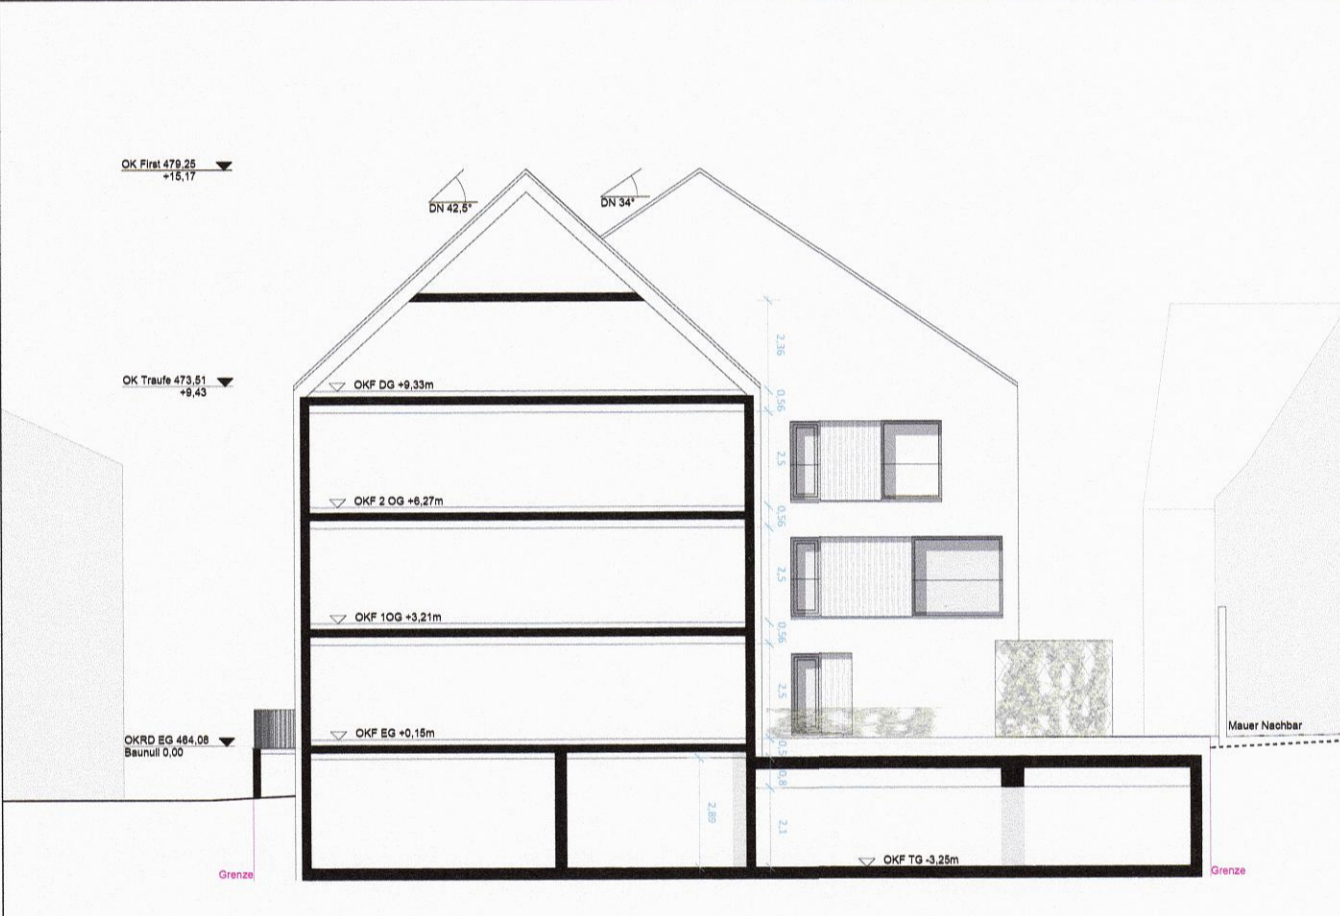 OK First 479,25
+15,17
DN 42,5°
DN 34°
2,36
OK Traufe 473,51
+9,43
OKF DG +9,33m
0,56
2,5
OKF 2 OG +6,27m
0,56
2,5
OKF 1OG +3,21m
0,56
2,5
Mauer Nachbar
OKF EG +0,15m
OKRD EG 464,08
Baunull 0,00
0,8
2,89
2,1
OKF TG -3,25m
Grenze
Grenze